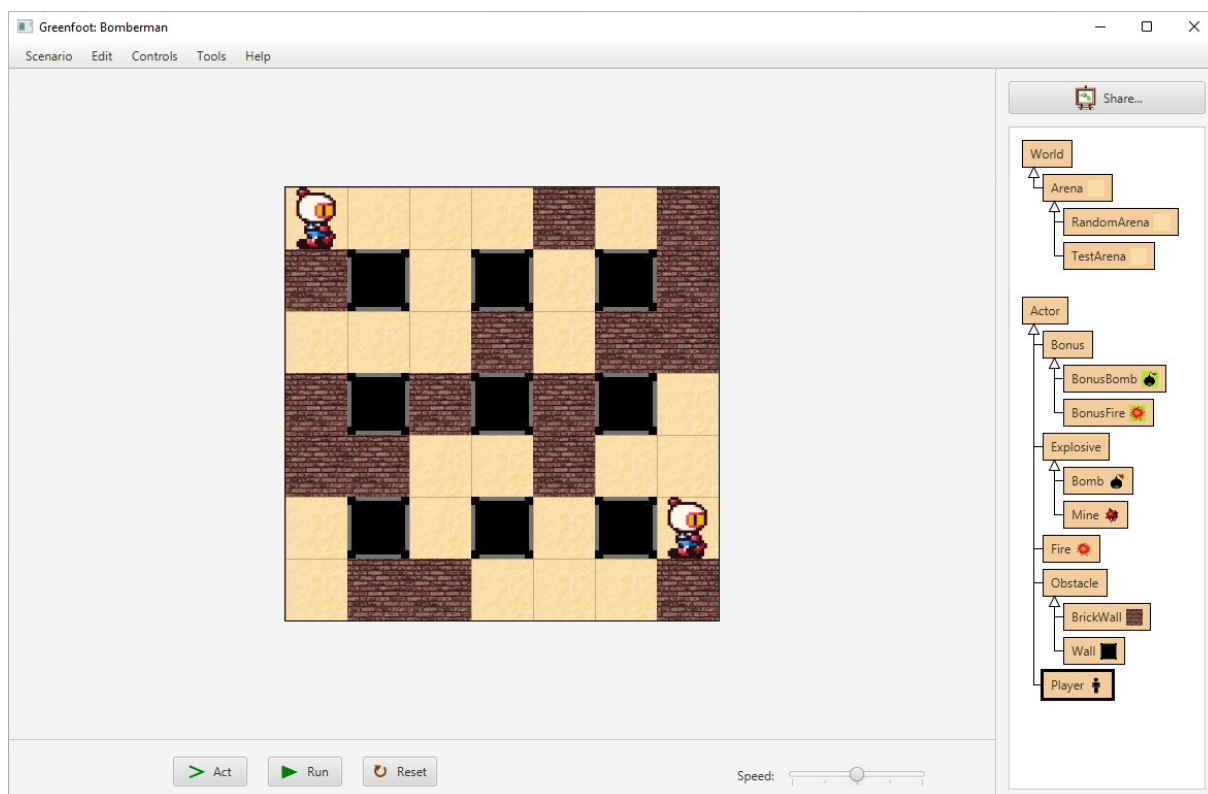 Greenfoot: Bomberman
Scenario Edit Controls Tools Help
Share...
World
Arena
RandomArena
TestArena
Actor
Bonus
BonusBomb
BonusFire
Explosive
Bomb
Mine
Fire
Obstacle
BrickWall
Wall
Player
Act Run Reset Speed: